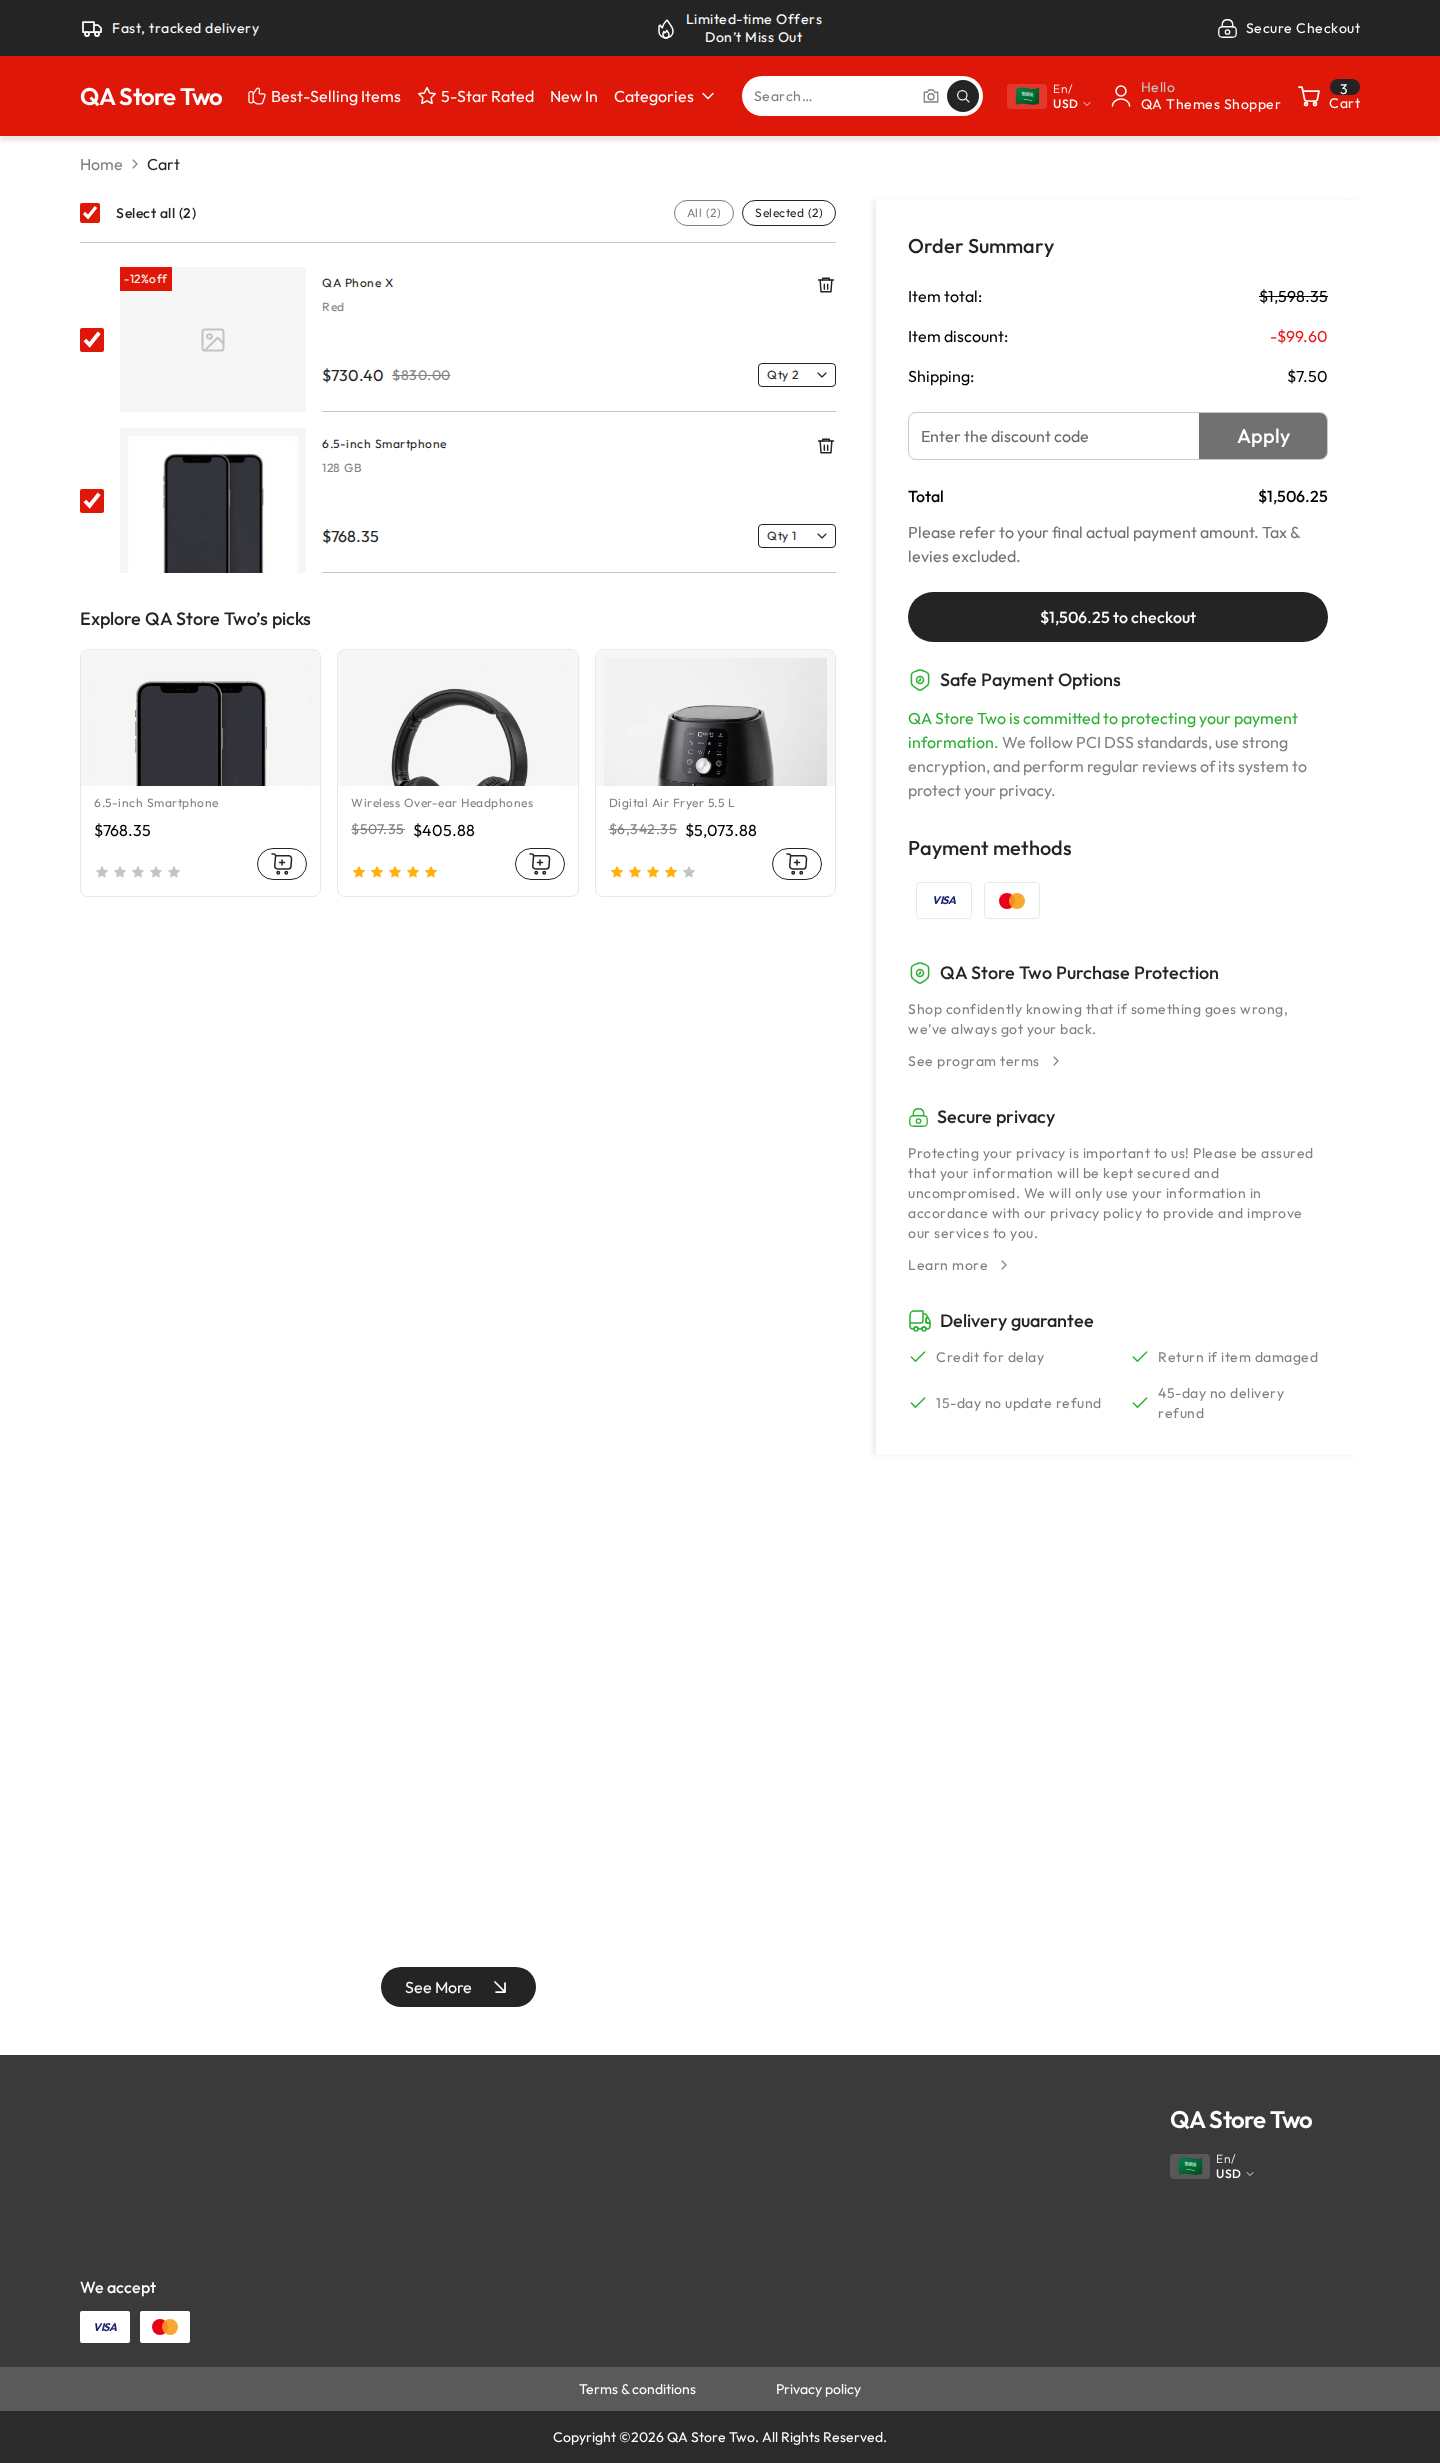 Fast, tracked delivery
Limited-time Offers
Don't Miss Out
Secure Checkout
QA Store Two
Best-Selling Items
5-Star Rated
New In
Categories
Search...
En/
USD
Hello
QA Themes Shopper
3
Cart
Home
Cart
Select all (2)
All (2)
Selected (2)
-12%off
QA Phone X
Red
$730.40 $830.00
Qty 2
6.5-inch Smartphone
128 GB
$768.35
Qty 1
Explore QA Store Two's picks
6.5-inch Smartphone
$768.35
Wireless Over-ear Headphones
$507.35 $405.88
Digital Air Fryer 5.5 L
$6,342.35 $5,073.88
Order Summary
Item total: $1,598.35
Item discount: -$99.60
Shipping: $7.50
Enter the discount code
Apply
Total $1,506.25
Please refer to your final actual payment amount. Tax &
levies excluded.
$1,506.25 to checkout
Safe Payment Options
QA Store Two is committed to protecting your payment
information. We follow PCI DSS standards, use strong
encryption, and perform regular reviews of its system to
protect your privacy.
Payment methods
VISA
QA Store Two Purchase Protection
Shop confidently knowing that if something goes wrong,
we've always got your back.
See program terms
Secure privacy
Protecting your privacy is important to us! Please be assured
that your information will be kept secured and
uncompromised. We will only use your information in
accordance with our privacy policy to provide and improve
our services to you.
Learn more
Delivery guarantee
Credit for delay
Return if item damaged
15-day no update refund
45-day no delivery
refund
See More
QA Store Two
En/
USD
We accept
VISA
Terms & conditions
Privacy policy
Copyright ©2026 QA Store Two. All Rights Reserved.